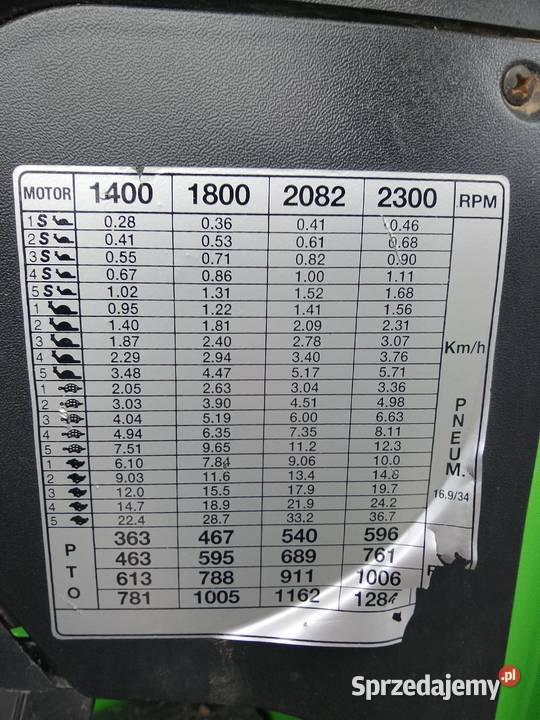 MOTOR 1400 1800 2082 2300 RPM
1 S 0.28 0.36 0.41 0.46
2 S 0.41 0.53 0.61 0.68
3 S 0.55 0.71 0.82 0.90
4 S 0.67 0.86 1.00 1.11
5 S 1.02 1.31 1.52 1.68
1 0.95 1.22 1.41 1.56
2 1.40 1.81 2.09 2.31
3 1.87 2.40 2.78 3.07
4 2.29 2.94 3.40 3.76
5 3.48 4.47 5.17 5.71
1 2.05 2.63 3.04 3.36
2 3.03 3.90 4.51 4.98
3 4.04 5.19 6.00 6.63
4 4.94 6.35 7.35 8.11
5 7.51 9.65 11.2 12.3
1 6.10 7.84 9.06 10.0
2 9.03 11.6 13.4 14.8
3 12.0 15.5 17.9 19.7
4 14.7 18.9 21.9 24.2
5 22.4 28.7 33.2 36.7
Km/h
PNEUM.
16.9/34
PTO
363 467 540 596
463 595 689 761
613 788 911 1006
781 1005 1162
Sprzedajemy.pl